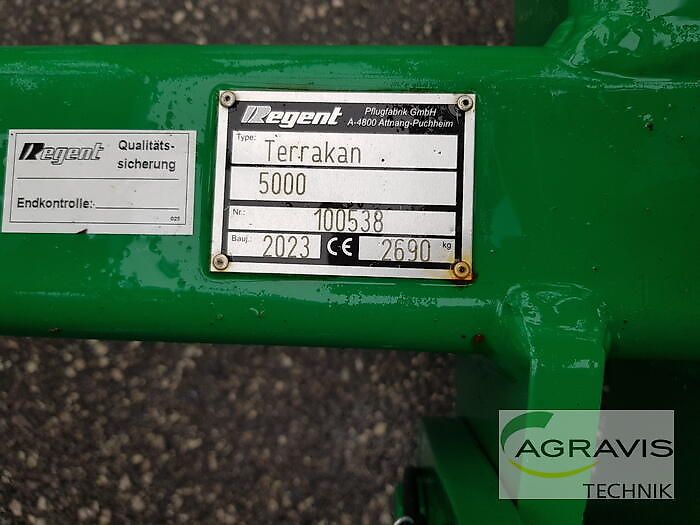 Regent
Qualitäts-
sicherung
Endkontrolle:
025
Regent
Pflugfabrik GmbH
A-4800 Attnang-Puchheim
Type:
Terrakan
5000
Nr.: 100538
Bauj.: 2023 CE 2690 kg
AGRAVIS
TECHNIK